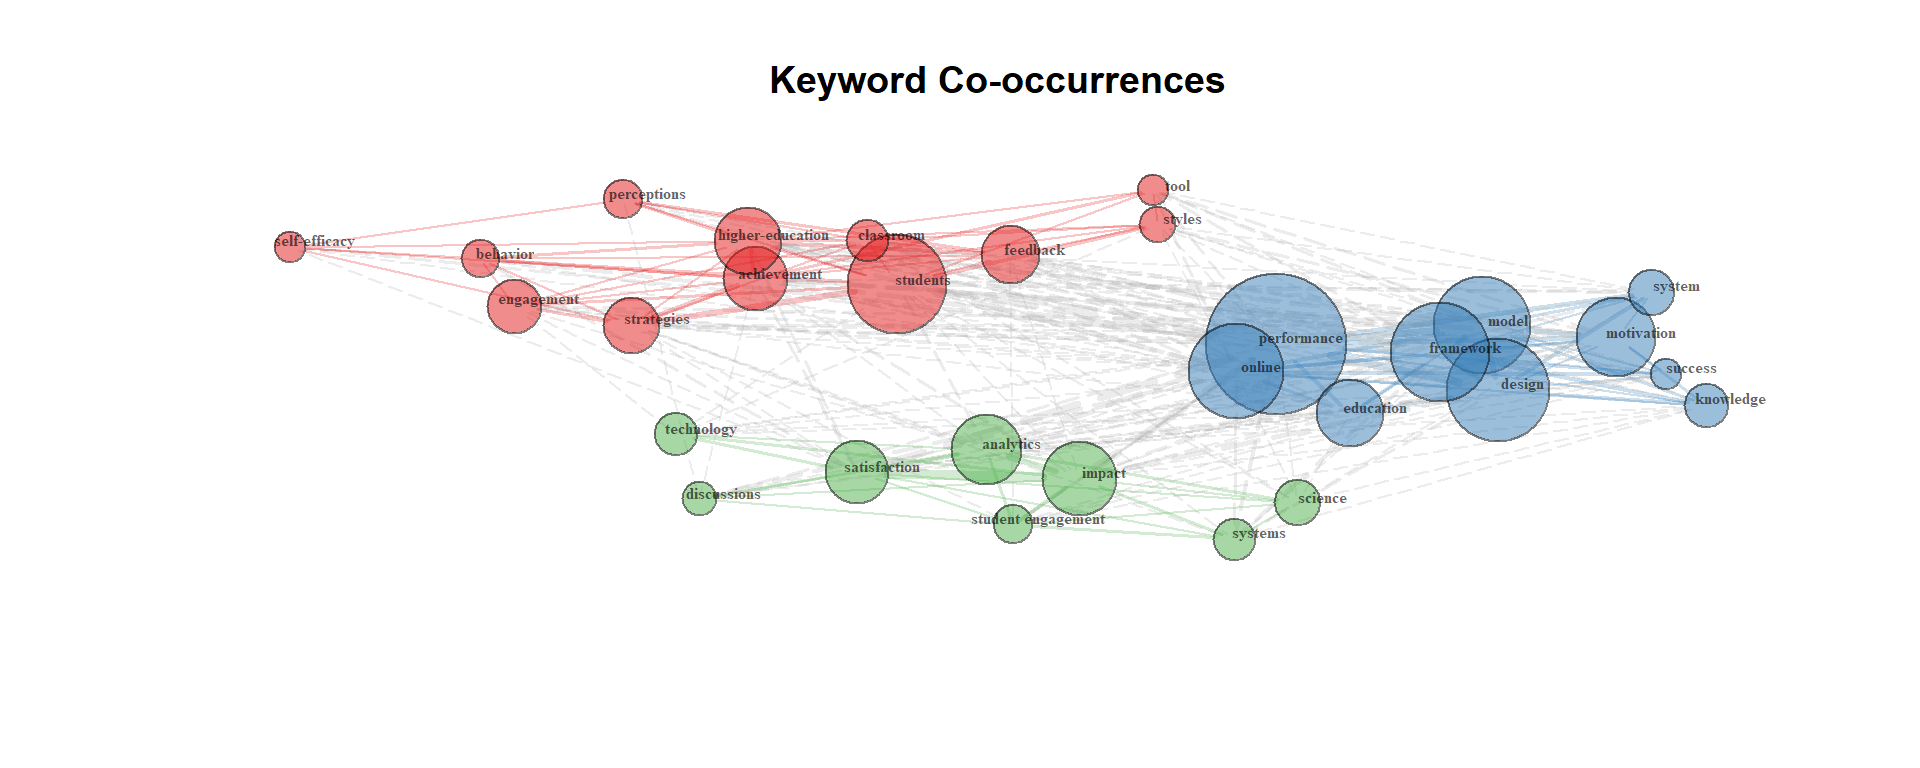 Keyword Co-occurrences
tool
perceptions
styles
higher-education
classroom
self-efficacy
feedback
behavior
achievement
students
system
engagement
strategies
model
motivation
performance
framework
online
success
design
knowledge
education
technology
analytics
satisfaction
impact
discussions
science
student engagement
systems